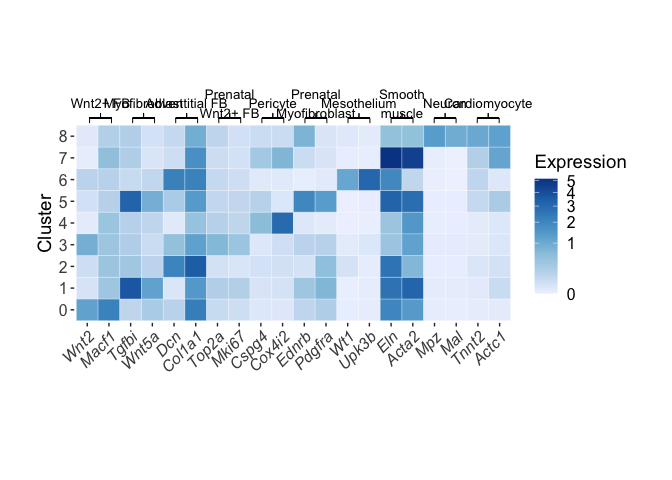 Prenatal Prenatal Smooth
Wnt2+ FB Myofibroblast Adventitial FB Pericyte Mesothelium Neuron Cardiomyocyte
Wnt2+ FB Myofibroblast muscle
Expression
5
4
3
2
1
0
Cluster
8
7
6
5
4
3
2
1
0
Wnt2 Macf1 Tgfbi Wnt5a Dcn Col1a1 Top2a Mki67 Cspg4 Cox4i2 Ednrb Pdgfra Wt1 Upk3b Eln Acta2 Mpz Mal Tnnt2 Actc1